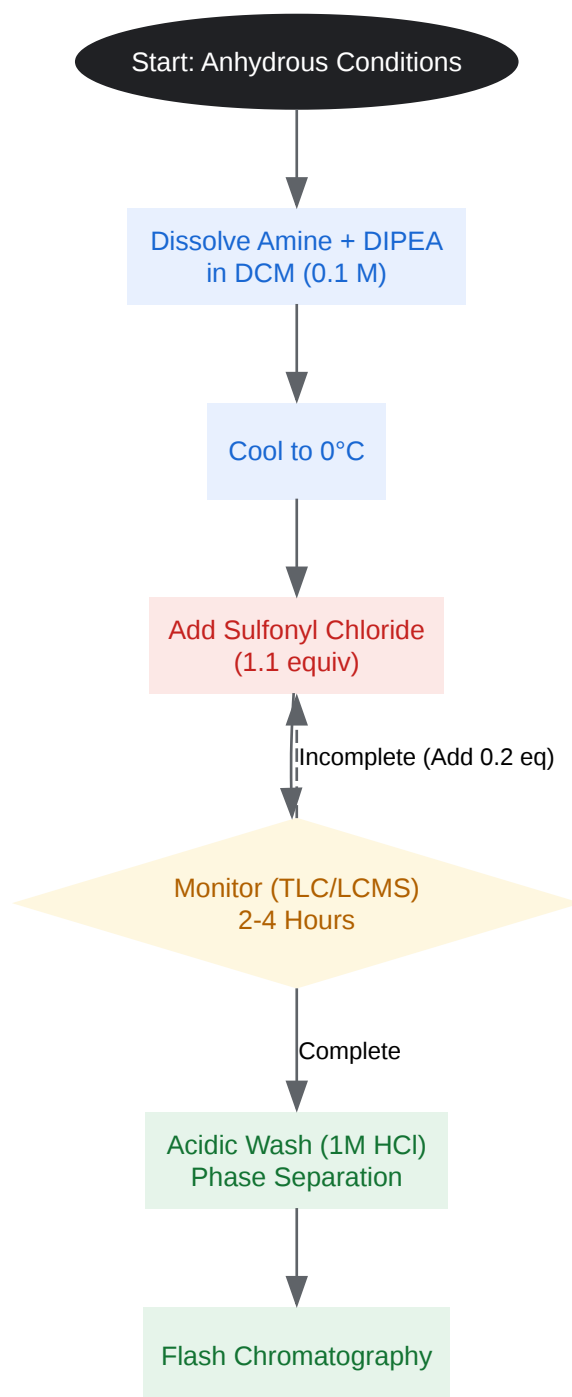 Start: Anhydrous Conditions
Dissolve Amine + DIPEA
in DCM (0.1 M)
Cool to 0°C
Add Sulfonyl Chloride
(1.1 equiv)
Incomplete (Add 0.2 eq)
Monitor (TLC/LCMS)
2-4 Hours
Complete
Acidic Wash (1M HCl)
Phase Separation
Flash Chromatography